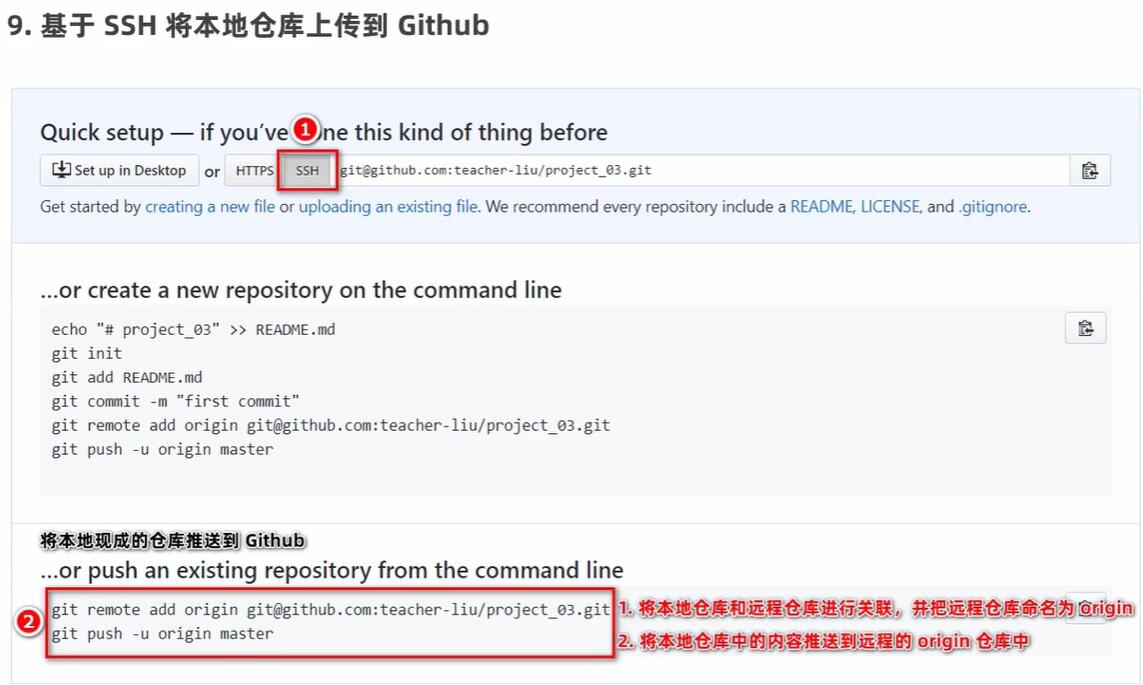 9. 基于 SSH 将本地仓库上传到 Github
Quick setup — if you've ne this kind of thing before
1
Set up in Desktop or HTTPS SSH git@github.com:teacher-liu/project_03.git
Get started by creating a new file or uploading an existing file. We recommend every repository include a README, LICENSE, and .gitignore.
...or create a new repository on the command line
echo "# project_03" >> README.md
git init
git add README.md
git commit -m "first commit"
git remote add origin git@github.com:teacher-liu/project_03.git
git push -u origin master
将本地现成的仓库推送到 Github
...or push an existing repository from the command line
2
git remote add origin git@github.com:teacher-liu/project_03.git
git push -u origin master
1. 将本地仓库和远程仓库进行关联，并把远程仓库命名为 origin
2. 将本地仓库中的内容推送到远程的 origin 仓库中